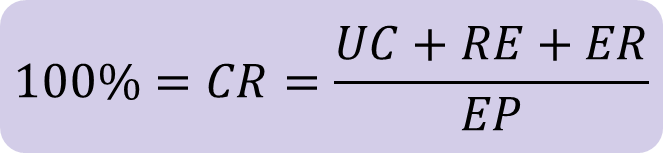 100% = CR = (UC + RE + ER) / EP